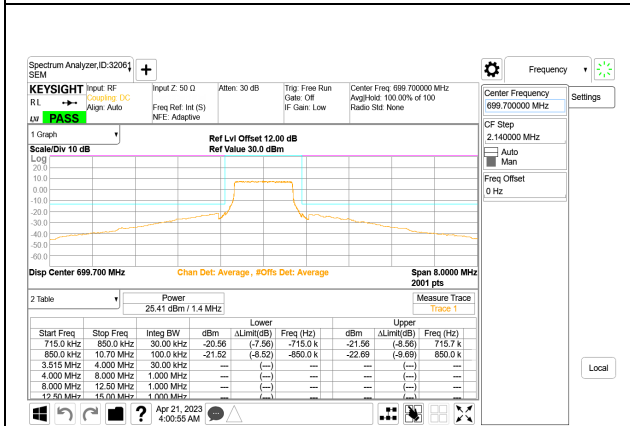 Spectrum Analyzer,ID:32061
SEM
Frequency
KEYSIGHT
RL
LXI PASS
Input: RF
Coupling: DC
Align: Auto
Input Z: 50 Ω
Freq Ref: Int (S)
NFE: Adaptive
Atten: 30 dB
Trig: Free Run
Gate: Off
IF Gain: Low
Center Freq: 699.700000 MHz
Avg|Hold: 100.00% of 100
Radio Std: None
Center Frequency
699.700000 MHz
Settings
CF Step
2.140000 MHz
Auto
Man
Freq Offset
0 Hz
1 Graph
Scale/Div 10 dB
Ref Lvl Offset 12.00 dB
Ref Value 30.0 dBm
Log
20.0
10.0
0.00
-10.0
-20.0
-30.0
-40.0
-50.0
-60.0
Disp Center 699.700 MHz
Chan Det: Average , #Offs Det: Average
Span 8.0000 MHz
2001 pts
2 Table
Power
25.41 dBm / 1.4 MHz
Measure Trace
Trace 1
Lower Upper
Start Freq Stop Freq Integ BW dBm ΔLimit(dB) Freq (Hz) dBm ΔLimit(dB) Freq (Hz)
715.0 kHz 850.0 kHz 30.00 kHz -20.56 (-7.56) -715.0 k -21.56 (-8.56) 715.7 k
850.0 kHz 10.70 MHz 100.0 kHz -21.52 (-8.52) -850.0 k -22.69 (-9.69) 850.0 k
3.515 MHz 4.000 MHz 30.00 kHz --- (---) --- --- (---) ---
4.000 MHz 8.000 MHz 1.000 MHz --- (---) --- --- (---) ---
8.000 MHz 12.50 MHz 1.000 MHz --- (---) --- --- (---) ---
12.50 MHz 15.00 MHz 1.000 MHz --- (---) --- --- (---) ---
Local
Apr 21, 2023
4:00:55 AM